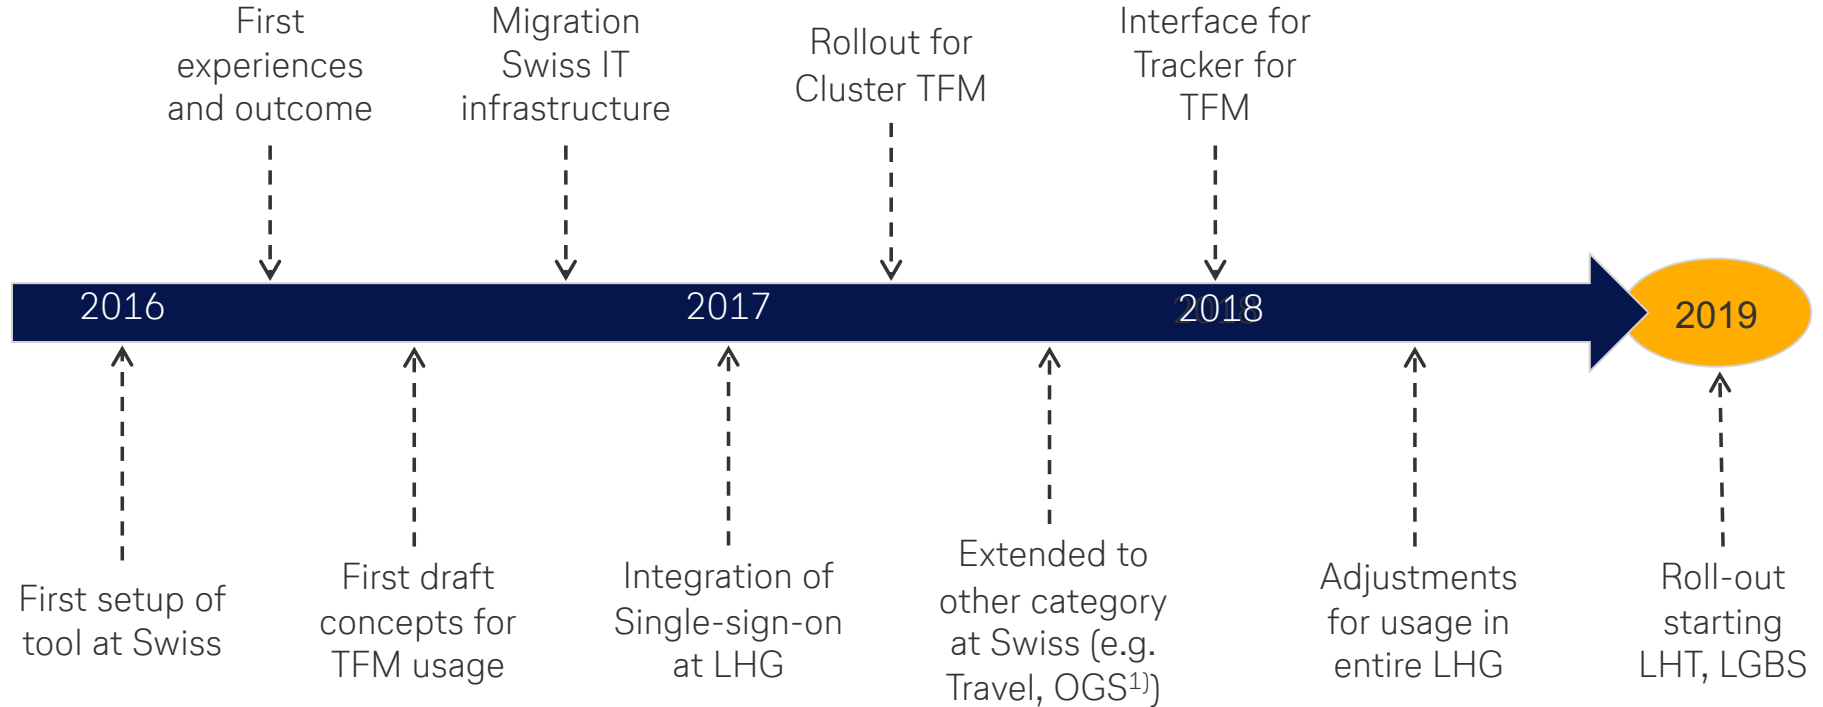 First
experiences
and outcome
Migration
Swiss IT
infrastructure
Rollout for
Cluster TFM
Interface for
Tracker for
TFM
2016
2017
2018
2018
2019
First setup of
tool at Swiss
First draft
concepts for
TFM usage
Integration of
Single-sign-on
at LHG
Extended to
other category
at Swiss (e.g.
Travel, OGS¹⁾)
Adjustments
for usage in
entire LHG
Roll-out
starting
LHT, LGBS